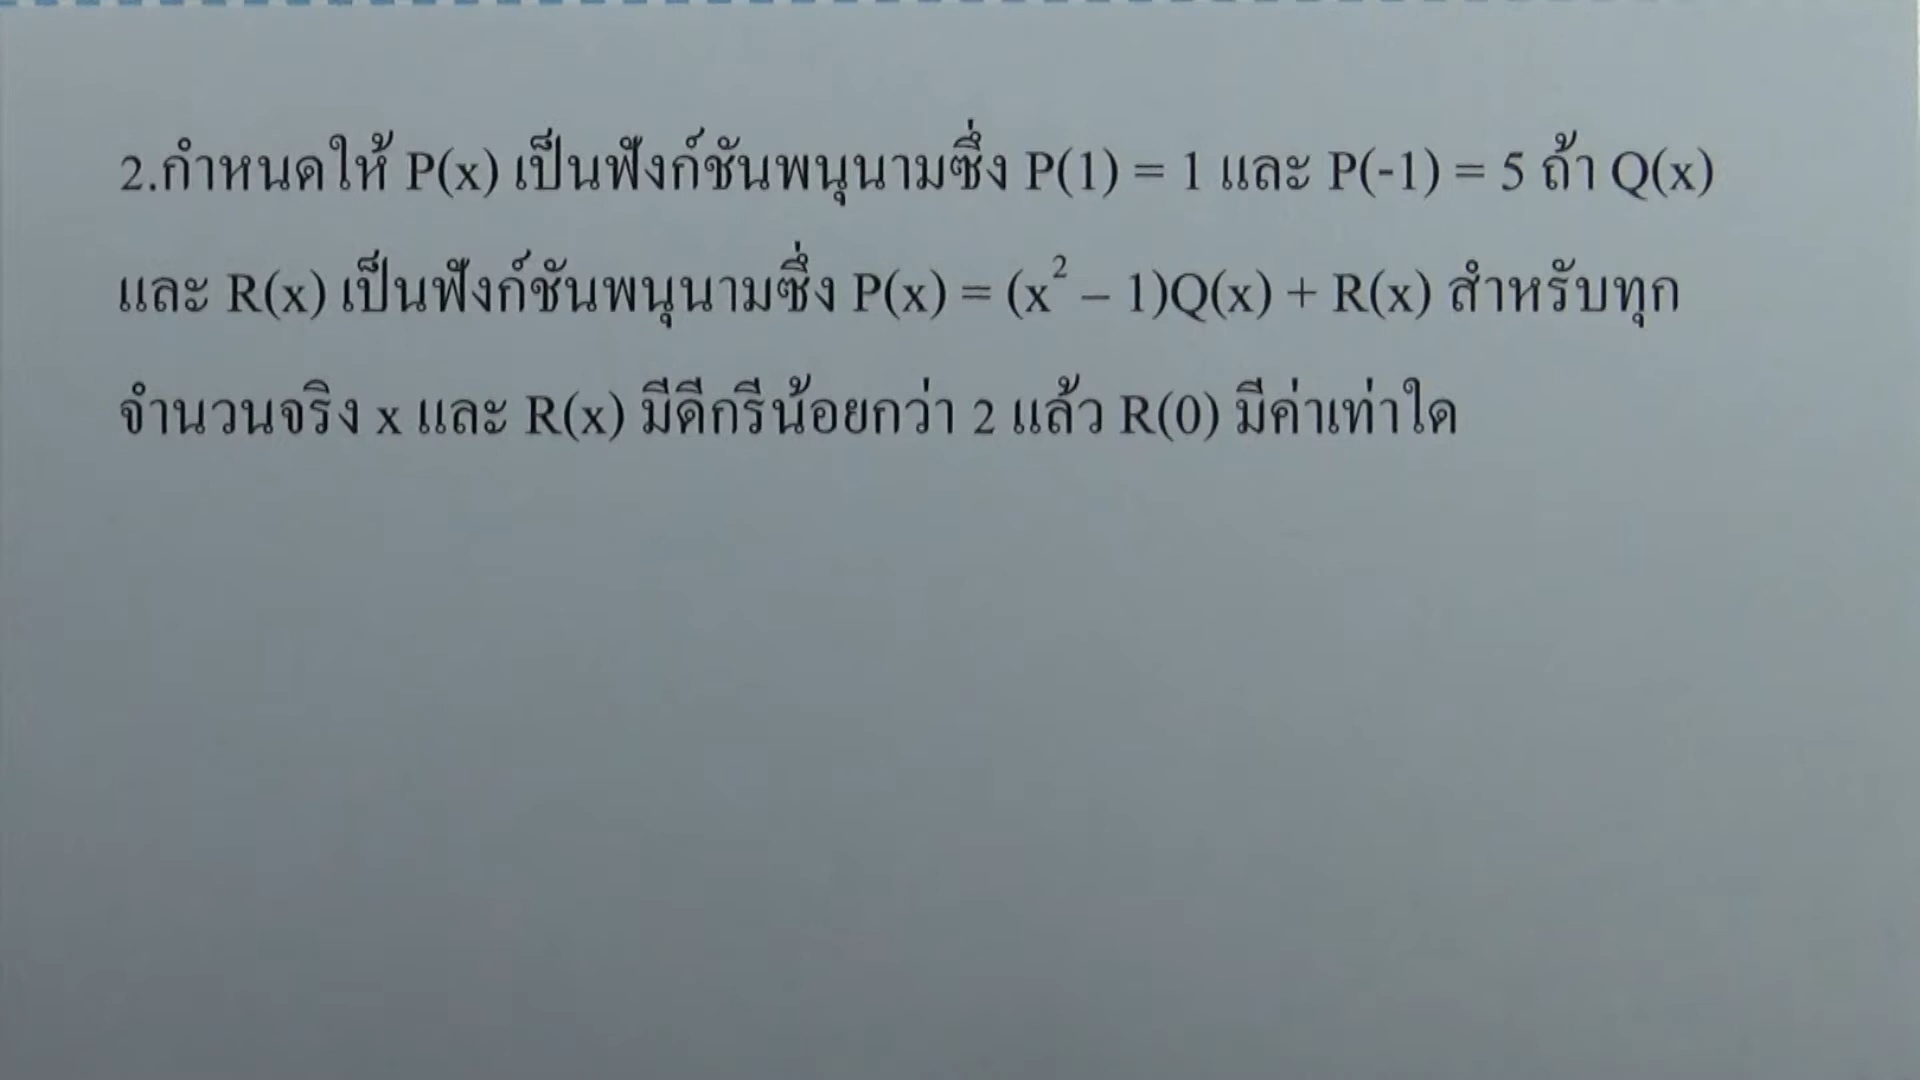 2.กำหนดให้ P(x) เป็นฟังก์ชันพนุนามซึ่ง P(1) = 1 และ P(-1) = 5 ถ้า Q(x)
และ R(x) เป็นฟังก์ชันพนุนามซึ่ง P(x) = (x² – 1)Q(x) + R(x) สำหรับทุก
จำนวนจริง x และ R(x) มีดีกรีน้อยกว่า 2 แล้ว R(0) มีค่าเท่าใด